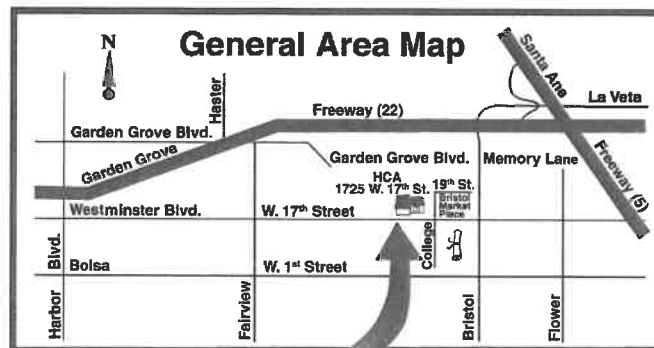 General Area Map
N
Santa Ana
Freeway (5)
La Veta
Haster
Freeway (22)
Garden Grove Blvd.
Garden Grove
Garden Grove Blvd.
Memory Lane
HCA
1725 W. 17th St.
19th St.
Bristol
Market
Place
Westminster Blvd.
W. 17th Street
College
Bolsa
W. 1st Street
Harbor Blvd.
Fairview
Bristol
Flower